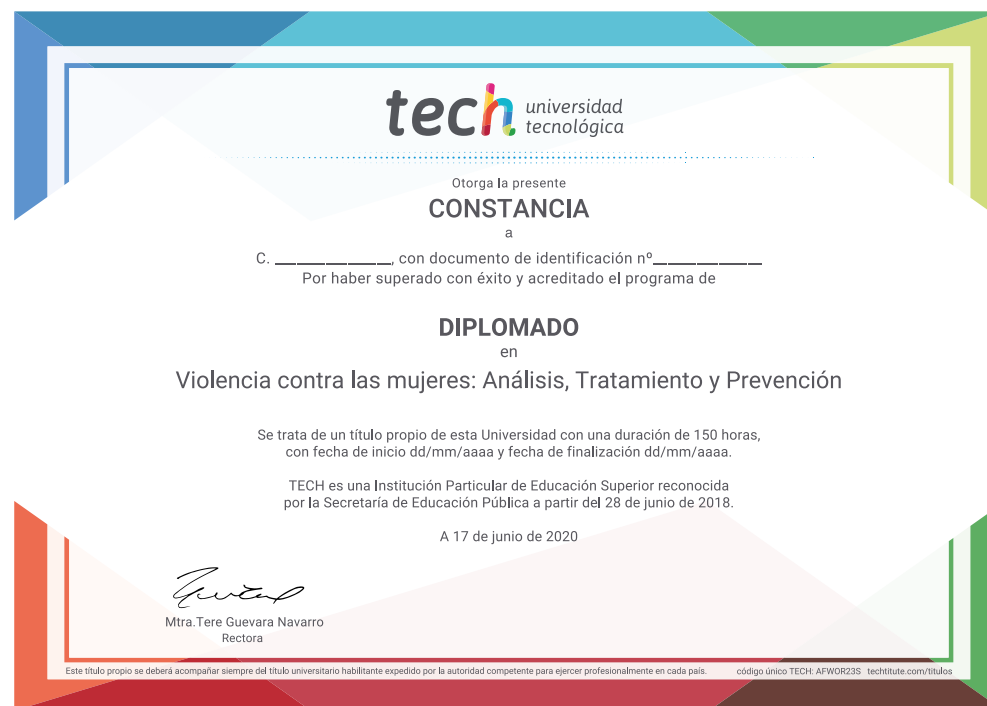 tech universidad
tecnológica
Otorga la presente
CONSTANCIA
a
C. ______________, con documento de identificación nº_____________
Por haber superado con éxito y acreditado el programa de
DIPLOMADO
en
Violencia contra las mujeres: Análisis, Tratamiento y Prevención
Se trata de un título propio de esta Universidad con una duración de 150 horas,
con fecha de inicio dd/mm/aaaa y fecha de finalización dd/mm/aaaa.
TECH es una Institución Particular de Educación Superior reconocida
por la Secretaría de Educación Pública a partir del 28 de junio de 2018.
A 17 de junio de 2020
Mtra.Tere Guevara Navarro
Rectora
Este título propio se deberá acompañar siempre del título universitario habilitante expedido por la autoridad competente para ejercer profesionalmente en cada país. código único TECH: AFWOR23S techtitute.com/titulos